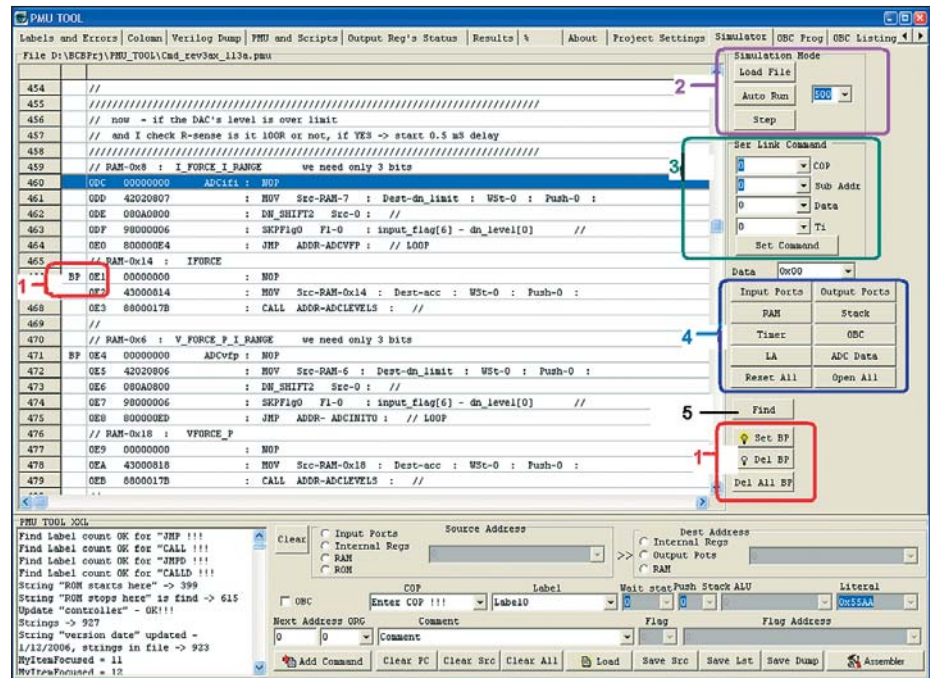 PMU TOOL
Labels and Errors Colomn Verilog Dump PMU and Scripts Output Reg's Status Results % About Project Settings Simulator OBC Prog OBC Listing
File D:\BCBPrj\PMU_TOOL\Cmd_rev3ax_113a.pmu
454 //
455 ////////////////////////////////////////////////////////////////////////////
456 // now - if the DAC's level is over limit
457 // and I check R-sense is it 100R or not, if YES -> start 0.5 mS delay
458 ////////////////////////////////////////////////////////////////////////////
459 // RAM-0x8 : I_FORCE_I_RANGE we need only 3 bits
460 0DC 00000000 ADCifi : NOP
461 0DD 42020807 : MOV Src-RAM-7 : Dest-dn_limit : WSt-0 : Push-0 :
462 0DE 080A0800 : DN_SHIFT2 Src-0 : //
463 0DF 98000006 : SKPFlg0 Fl-0 : input_flag[6] - dn_level[0] //
464 0E0 800000E4 : JMP ADDR-ADCVFP : // LOOP
465 // RAM-0x14 : IFORCE
BP 0E1 00000000 : NOP
0E2 43000814 : MOV Src-RAM-0x14 : Dest-acc : WSt-0 : Push-0 :
468 0E3 8800017B : CALL ADDR-ADCLEVELS : //
469 //
470 // RAM-0x6 : V_FORCE_P_I_RANGE we need only 3 bits
471 BP 0E4 00000000 ADCvfp : NOP
472 0E5 42020806 : MOV Src-RAM-6 : Dest-dn_limit : WSt-0 : Push-0 :
473 0E6 080A0800 : DN_SHIFT2 Src-0 : //
474 0E7 98000006 : SKPFlg0 Fl-0 : input_flag[6] - dn_level[0] //
475 0E8 800000ED : JMP ADDR- ADCINIT0 : // LOOP
476 // RAM-0x18 : VFORCE_P
477 0E9 00000000 : NOP
478 0EA 43000818 : MOV Src-RAM-0x18 : Dest-acc : WSt-0 : Push-0 :
479 0EB 8800017B : CALL ADDR-ADCLEVELS : //
1
2
Simulation Mode
Load File
Auto Run 500
Step
3
Ser Link Command
0 COP
0 Sub Addr
0 Data
0 Ti
Set Command
Data 0x00
4
Input Ports Output Ports
RAM Stack
Timer OBC
LA ADC Data
Reset All Open All
5
Find
1
Set BP
Del BP
Del All BP
PMU TOOL XXL
Find Label count OK for "JMP !!!
Find Label count OK for "CALL !!!
Find Label count OK for "JMPD !!!
Find Label count OK for "CALLD !!!
String "ROM starts here" -> 399
String "ROM stops here" is find -> 615
Update "controller" - OK!!!
Strings -> 927
String "version date" updated -
1/12/2006, strings in file -> 923
MyItemFocused = 11
MyItemFocused = 12
Clear
Source Address
Input Ports
Internal Regs
RAM
ROM
0
>>
Dest Address
Internal Regs
Output Pots
RAM
0
COP Label Wait stat Push Stack ALU Literal
OBC Enter COP !!! Label0 0 0 0x55AA
Next Address ORG Comment Flag Flag Address
0 0 Comment
Add Command Clear PC Clear Src Clear All Load Save Src Save Lst Save Dump Assembler